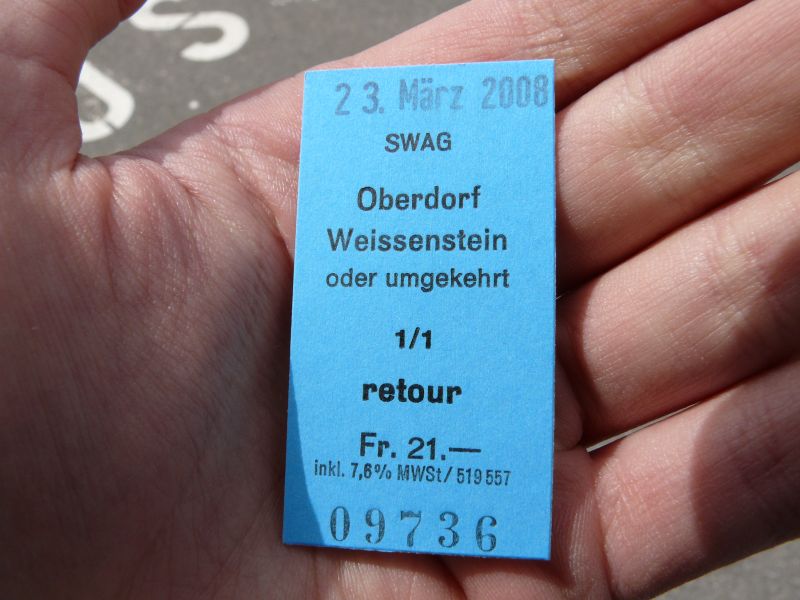 23. März 2008
SWAG
Oberdorf
Weissenstein
oder umgekehrt
1/1
retour
Fr. 21.—
inkl. 7,6% MWSt/519 557
09736